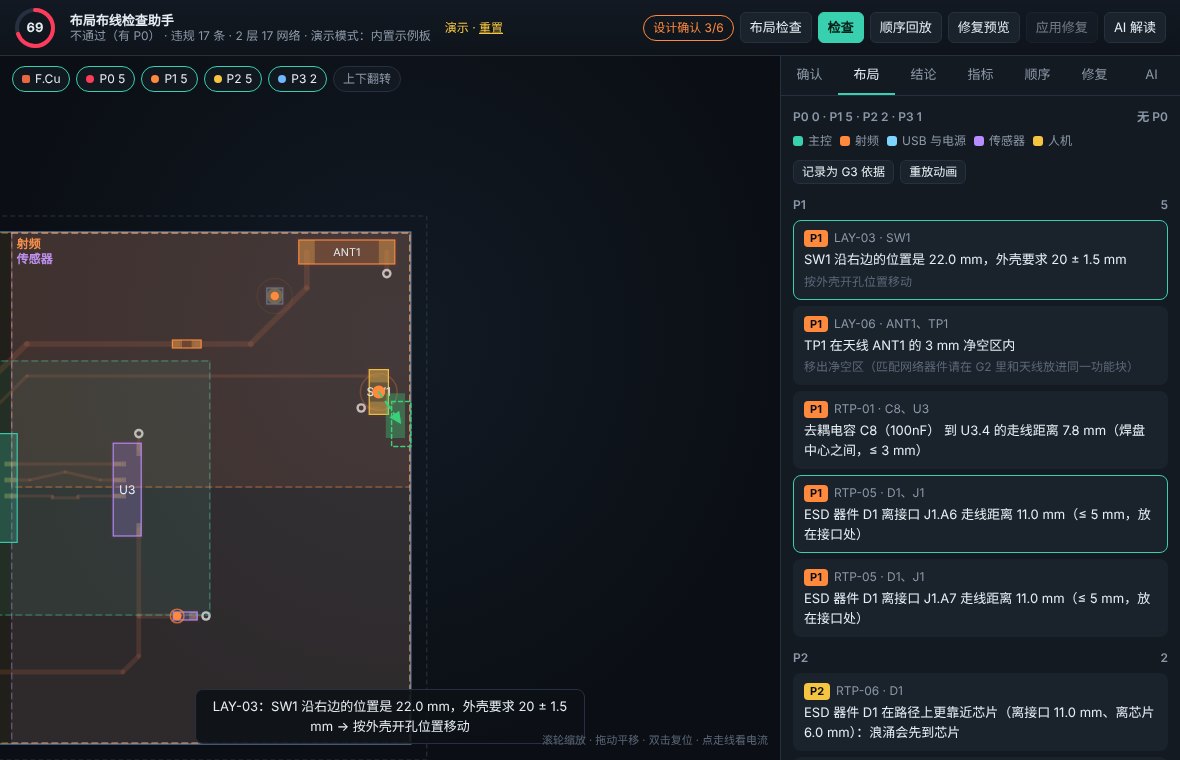 69
布局布线检查助手
不通过（有 P0） · 违规 17 条 · 2 层 17 网络 · 演示模式：内置示例板
演示 · 重置
设计确认 3/6
布局检查
检查
顺序回放
修复预览
应用修复
AI 解读
F.Cu
P0 5
P1 5
P2 5
P3 2
上下翻转
射频
传感器
ANT1
U3
LAY-03：SW1 沿右边的位置是 22.0 mm，外壳要求 20 ± 1.5
mm → 按外壳开孔位置移动
滚轮缩放 · 拖动平移 · 双击复位 · 点走线看电流
确认
布局
结论
指标
顺序
修复
AI
P0 0 · P1 5 · P2 2 · P3 1
无 P0
主控
射频
USB 与电源
传感器
人机
记录为 G3 依据
重放动画
P1
5
P1 LAY-03 · SW1
SW1 沿右边的位置是 22.0 mm，外壳要求 20 ± 1.5 mm
按外壳开孔位置移动
P1 LAY-06 · ANT1、TP1
TP1 在天线 ANT1 的 3 mm 净空区内
移出净空区（匹配网络器件请在 G2 里和天线放进同一功能块）
P1 RTP-01 · C8、U3
去耦电容 C8（100nF） 到 U3.4 的走线距离 7.8 mm（焊盘
中心之间，≤ 3 mm）
P1 RTP-05 · D1、J1
ESD 器件 D1 离接口 J1.A6 走线距离 11.0 mm（≤ 5 mm，放
在接口处）
P1 RTP-05 · D1、J1
ESD 器件 D1 离接口 J1.A7 走线距离 11.0 mm（≤ 5 mm，放
在接口处）
P2
2
P2 RTP-06 · D1
ESD 器件 D1 在路径上更靠近芯片（离接口 11.0 mm、离芯片
6.0 mm）：浪涌会先到芯片